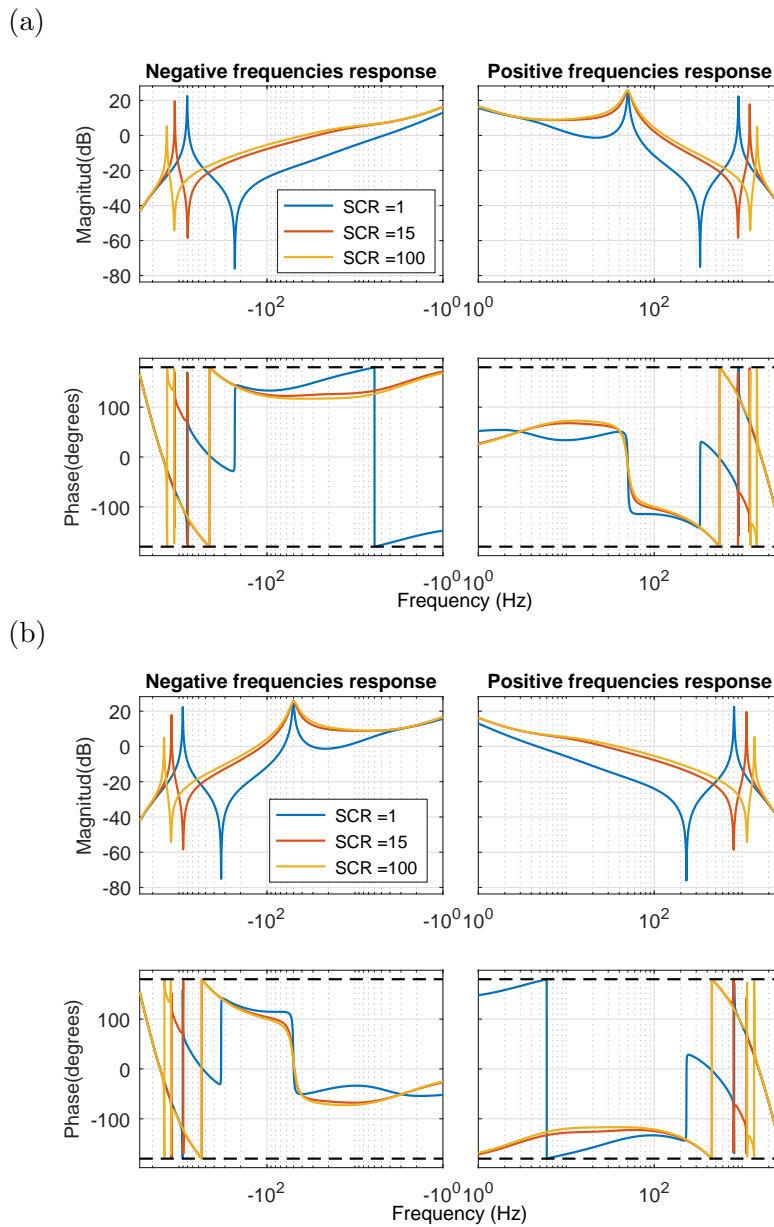 (a)
Negative frequencies response
Positive frequencies response
Magnitud(dB)
20
0
-20
-40
-60
-80
SCR =1
SCR =15
SCR =100
-10^2
-10^0
10^0
10^2
Phase(degrees)
100
0
-100
-10^2
-10^0
10^0
10^2
Frequency (Hz)
(b)
Negative frequencies response
Positive frequencies response
Magnitud(dB)
20
0
-20
-40
-60
-80
SCR =1
SCR =15
SCR =100
-10^2
-10^0
10^0
10^2
Phase(degrees)
100
0
-100
-10^2
-10^0
10^0
10^2
Frequency (Hz)